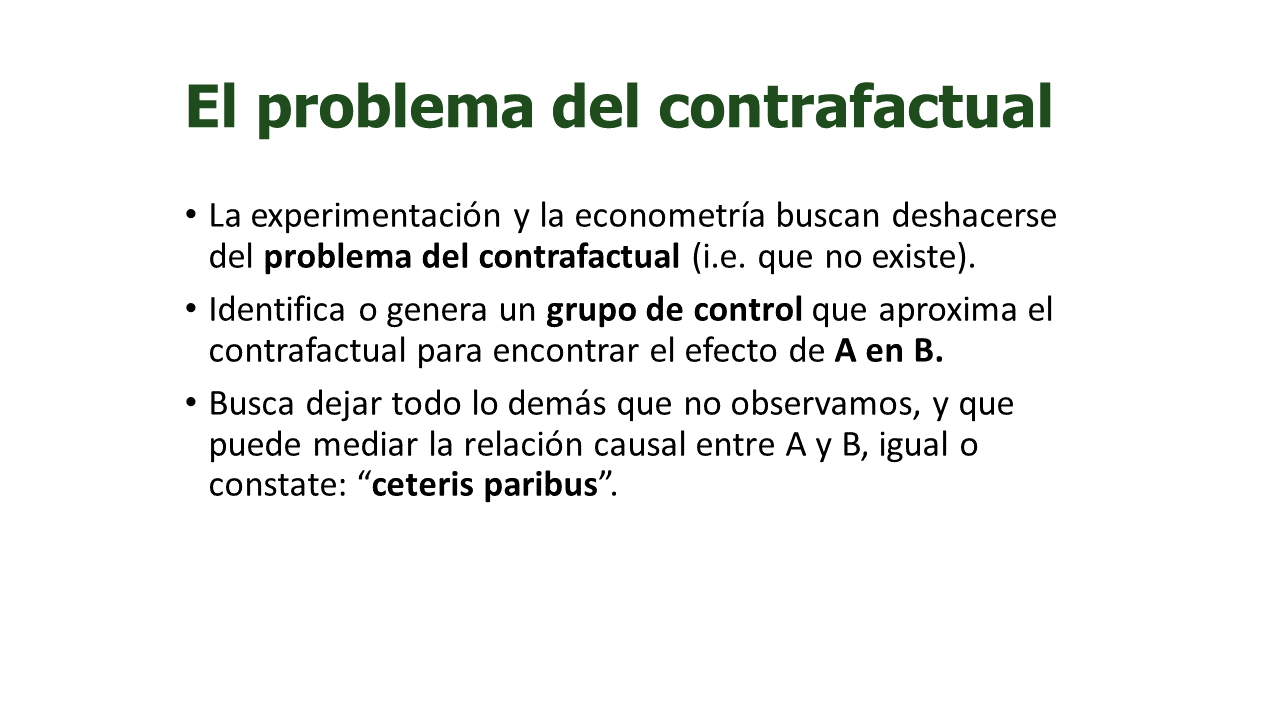 El problema del contrafactual
• La experimentación y la econometría buscan deshacerse
del problema del contrafactual (i.e. que no existe).
• Identifica o genera un grupo de control que aproxima el
contrafactual para encontrar el efecto de A en B.
• Busca dejar todo lo demás que no observamos, y que
puede mediar la relación causal entre A y B, igual o
constate: “ceteris paribus”.